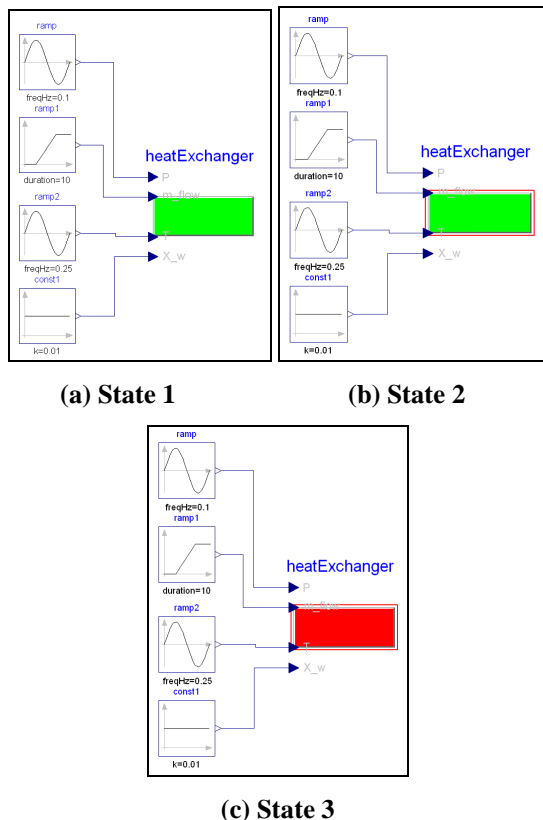 ramp
freqHz=0.1
ramp1
duration=10
ramp2
freqHz=0.25
const1
k=0.01
heatExchanger
P
m_flow
T
X_w
(a) State 1
ramp
freqHz=0.1
ramp1
duration=10
ramp2
freqHz=0.25
const1
k=0.01
heatExchanger
P
m_flow
T
X_w
(b) State 2
ramp
freqHz=0.1
ramp1
duration=10
ramp2
freqHz=0.25
const1
k=0.01
heatExchanger
P
m_flow
T
X_w
(c) State 3